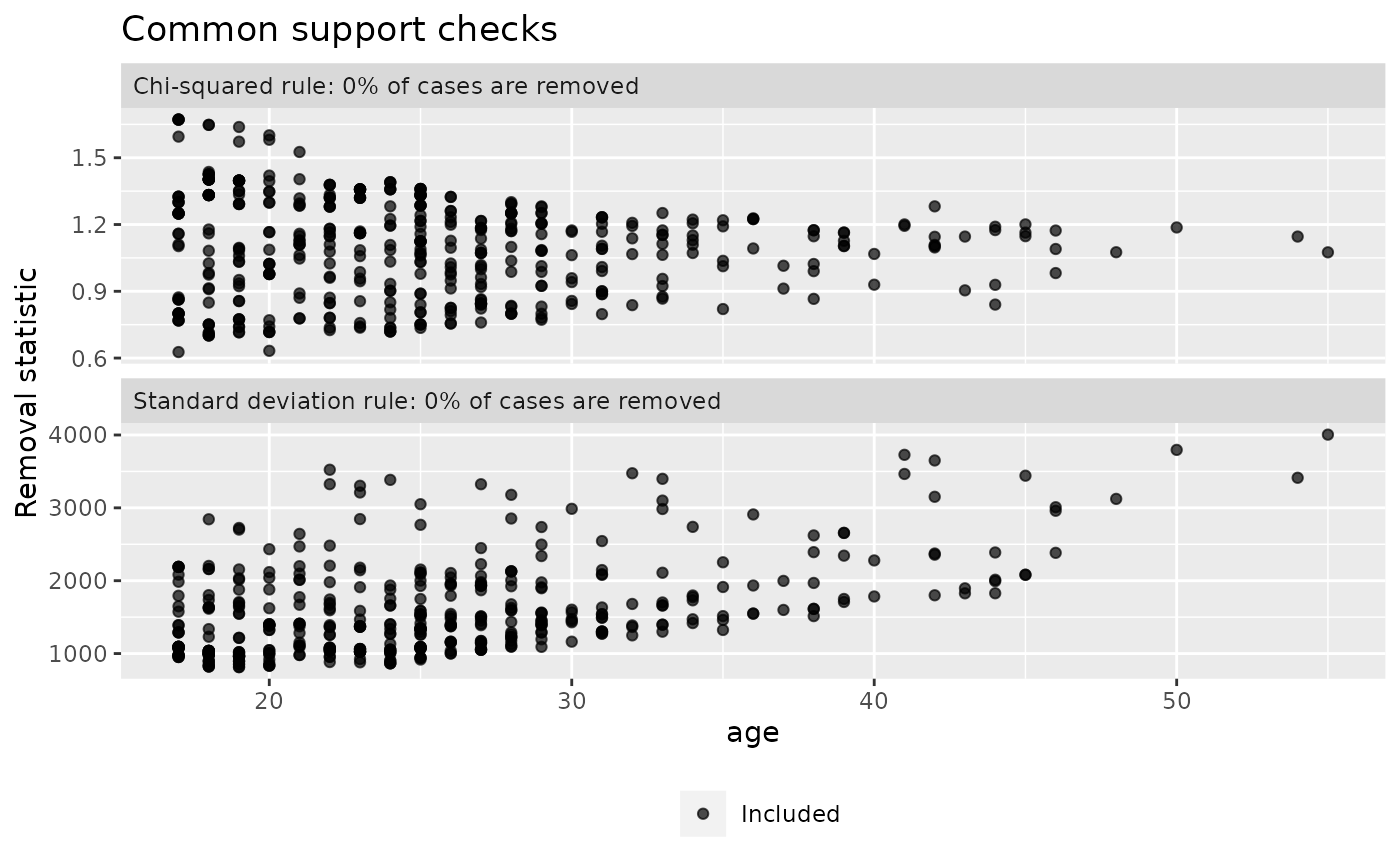 Common support checks
Chi-squared rule: 0% of cases are removed
1.5
1.2
0.9
0.6
Removal statistic
Standard deviation rule: 0% of cases are removed
4000
3000
2000
1000
20 30 40 50
age
Included